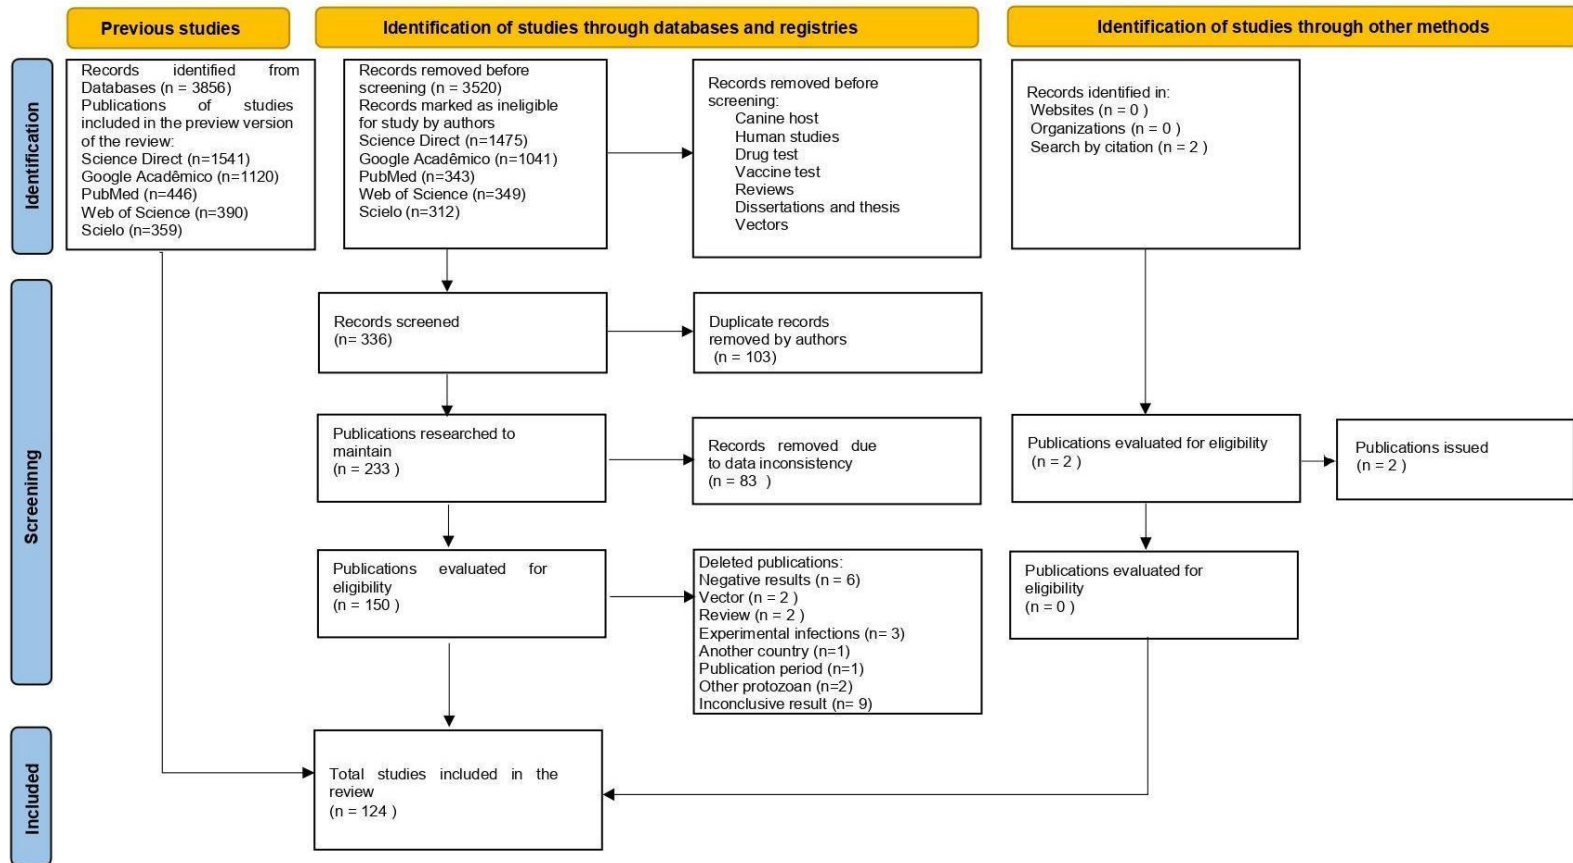 Previous studies
Identification of studies through databases and registries
Identification of studies through other methods
Identification
Records identified from
Databases (n = 3856)
Publications of studies
included in the preview version
of the review:
Science Direct (n=1541)
Google Acadêmico (n=1120)
PubMed (n=446)
Web of Science (n=390)
Scielo (n=359)
Records removed before
screening (n = 3520)
Records marked as ineligible
for study by authors
Science Direct (n=1475)
Google Acadêmico (n=1041)
PubMed (n=343)
Web of Science (n=349)
Scielo (n=312)
Records removed before
screening:
Canine host
Human studies
Drug test
Vaccine test
Reviews
Dissertations and thesis
Vectors
Records identified in:
Websites (n = 0 )
Organizations (n = 0 )
Search by citation (n = 2 )
Screeninng
Records screened
(n= 336)
Duplicate records
removed by authors
(n = 103)
Publications researched to
maintain
(n = 233 )
Records removed due
to data inconsistency
(n = 83 )
Publications evaluated for eligibility
(n = 2 )
Publications issued
(n = 2 )
Publications evaluated for
eligibility
(n = 150 )
Deleted publications:
Negative results (n = 6)
Vector (n = 2 )
Review (n = 2 )
Experimental infections (n= 3)
Another country (n=1)
Publication period (n=1)
Other protozoan (n=2)
Inconclusive result (n= 9)
Publications evaluated for
eligibility
(n = 0 )
Included
Total studies included in the
review
(n = 124 )